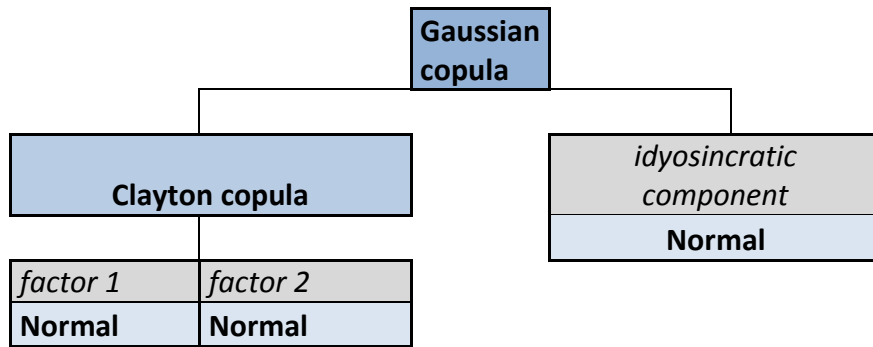 Gaussian
copula
Clayton copula
idyosincratic
component
Normal
factor 1
factor 2
Normal
Normal